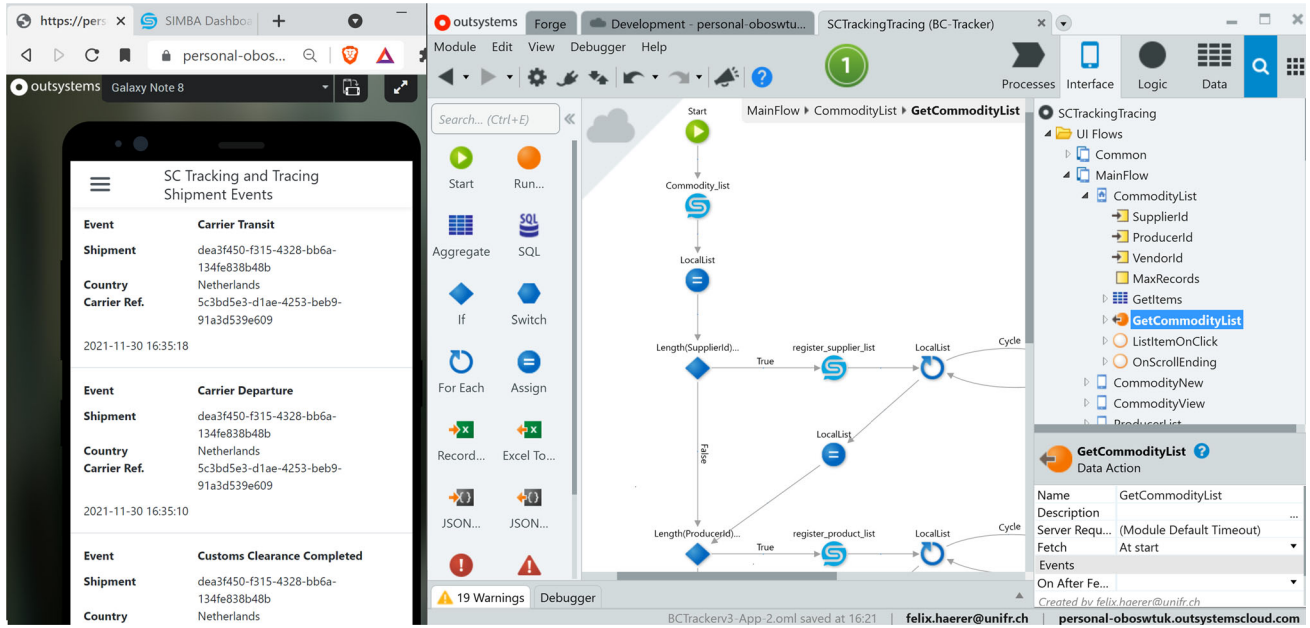 https://pers
SIMBA Dashboa
personal-obos...
outsystems
Galaxy Note 8
SC Tracking and Tracing
Shipment Events
Event Carrier Transit
Shipment dea3f450-f315-4328-bb6a-
134fe838b48b
Country Netherlands
Carrier Ref. 5c3bd5e3-d1ae-4253-beb9-
91a3d539e609
2021-11-30 16:35:18
Event Carrier Departure
Shipment dea3f450-f315-4328-bb6a-
134fe838b48b
Country Netherlands
Carrier Ref. 5c3bd5e3-d1ae-4253-beb9-
91a3d539e609
2021-11-30 16:35:10
Event Customs Clearance Completed
Shipment dea3f450-f315-4328-bb6a-
134fe838b48b
Country Netherlands
outsystems
Forge
Development - personal-oboswtu...
SCTrackingTracing (BC-Tracker)
Module Edit View Debugger Help
1
Processes Interface Logic Data
Search... (Ctrl+E)
Start Run...
Aggregate SQL
If Switch
For Each Assign
Record... Excel To...
JSON... JSON...
MainFlow CommodityList GetCommodityList
Start
Commodity_list
LocalList
Length(SupplierId)...
True
register_supplier_list
LocalList
Cycle
False
LocalList
Length(ProducerId)...
True
register_product_list
LocalList
Cycle
SCTrackingTracing
UI Flows
Common
MainFlow
CommodityList
SupplierId
ProducerId
VendorId
MaxRecords
GetItems
GetCommodityList
ListItemOnClick
OnScrollEnding
CommodityNew
CommodityView
ProducerList
GetCommodityList
Data Action
Name GetCommodityList
Description ...
Server Requ... (Module Default Timeout)
Fetch At start
Events
On After Fe...
Created by felix.haerer@unifr.ch
19 Warnings Debugger
BCTrackerv3-App-2.oml saved at 16:21
felix.haerer@unifr.ch
personal-oboswtuk.outsystemscloud.com